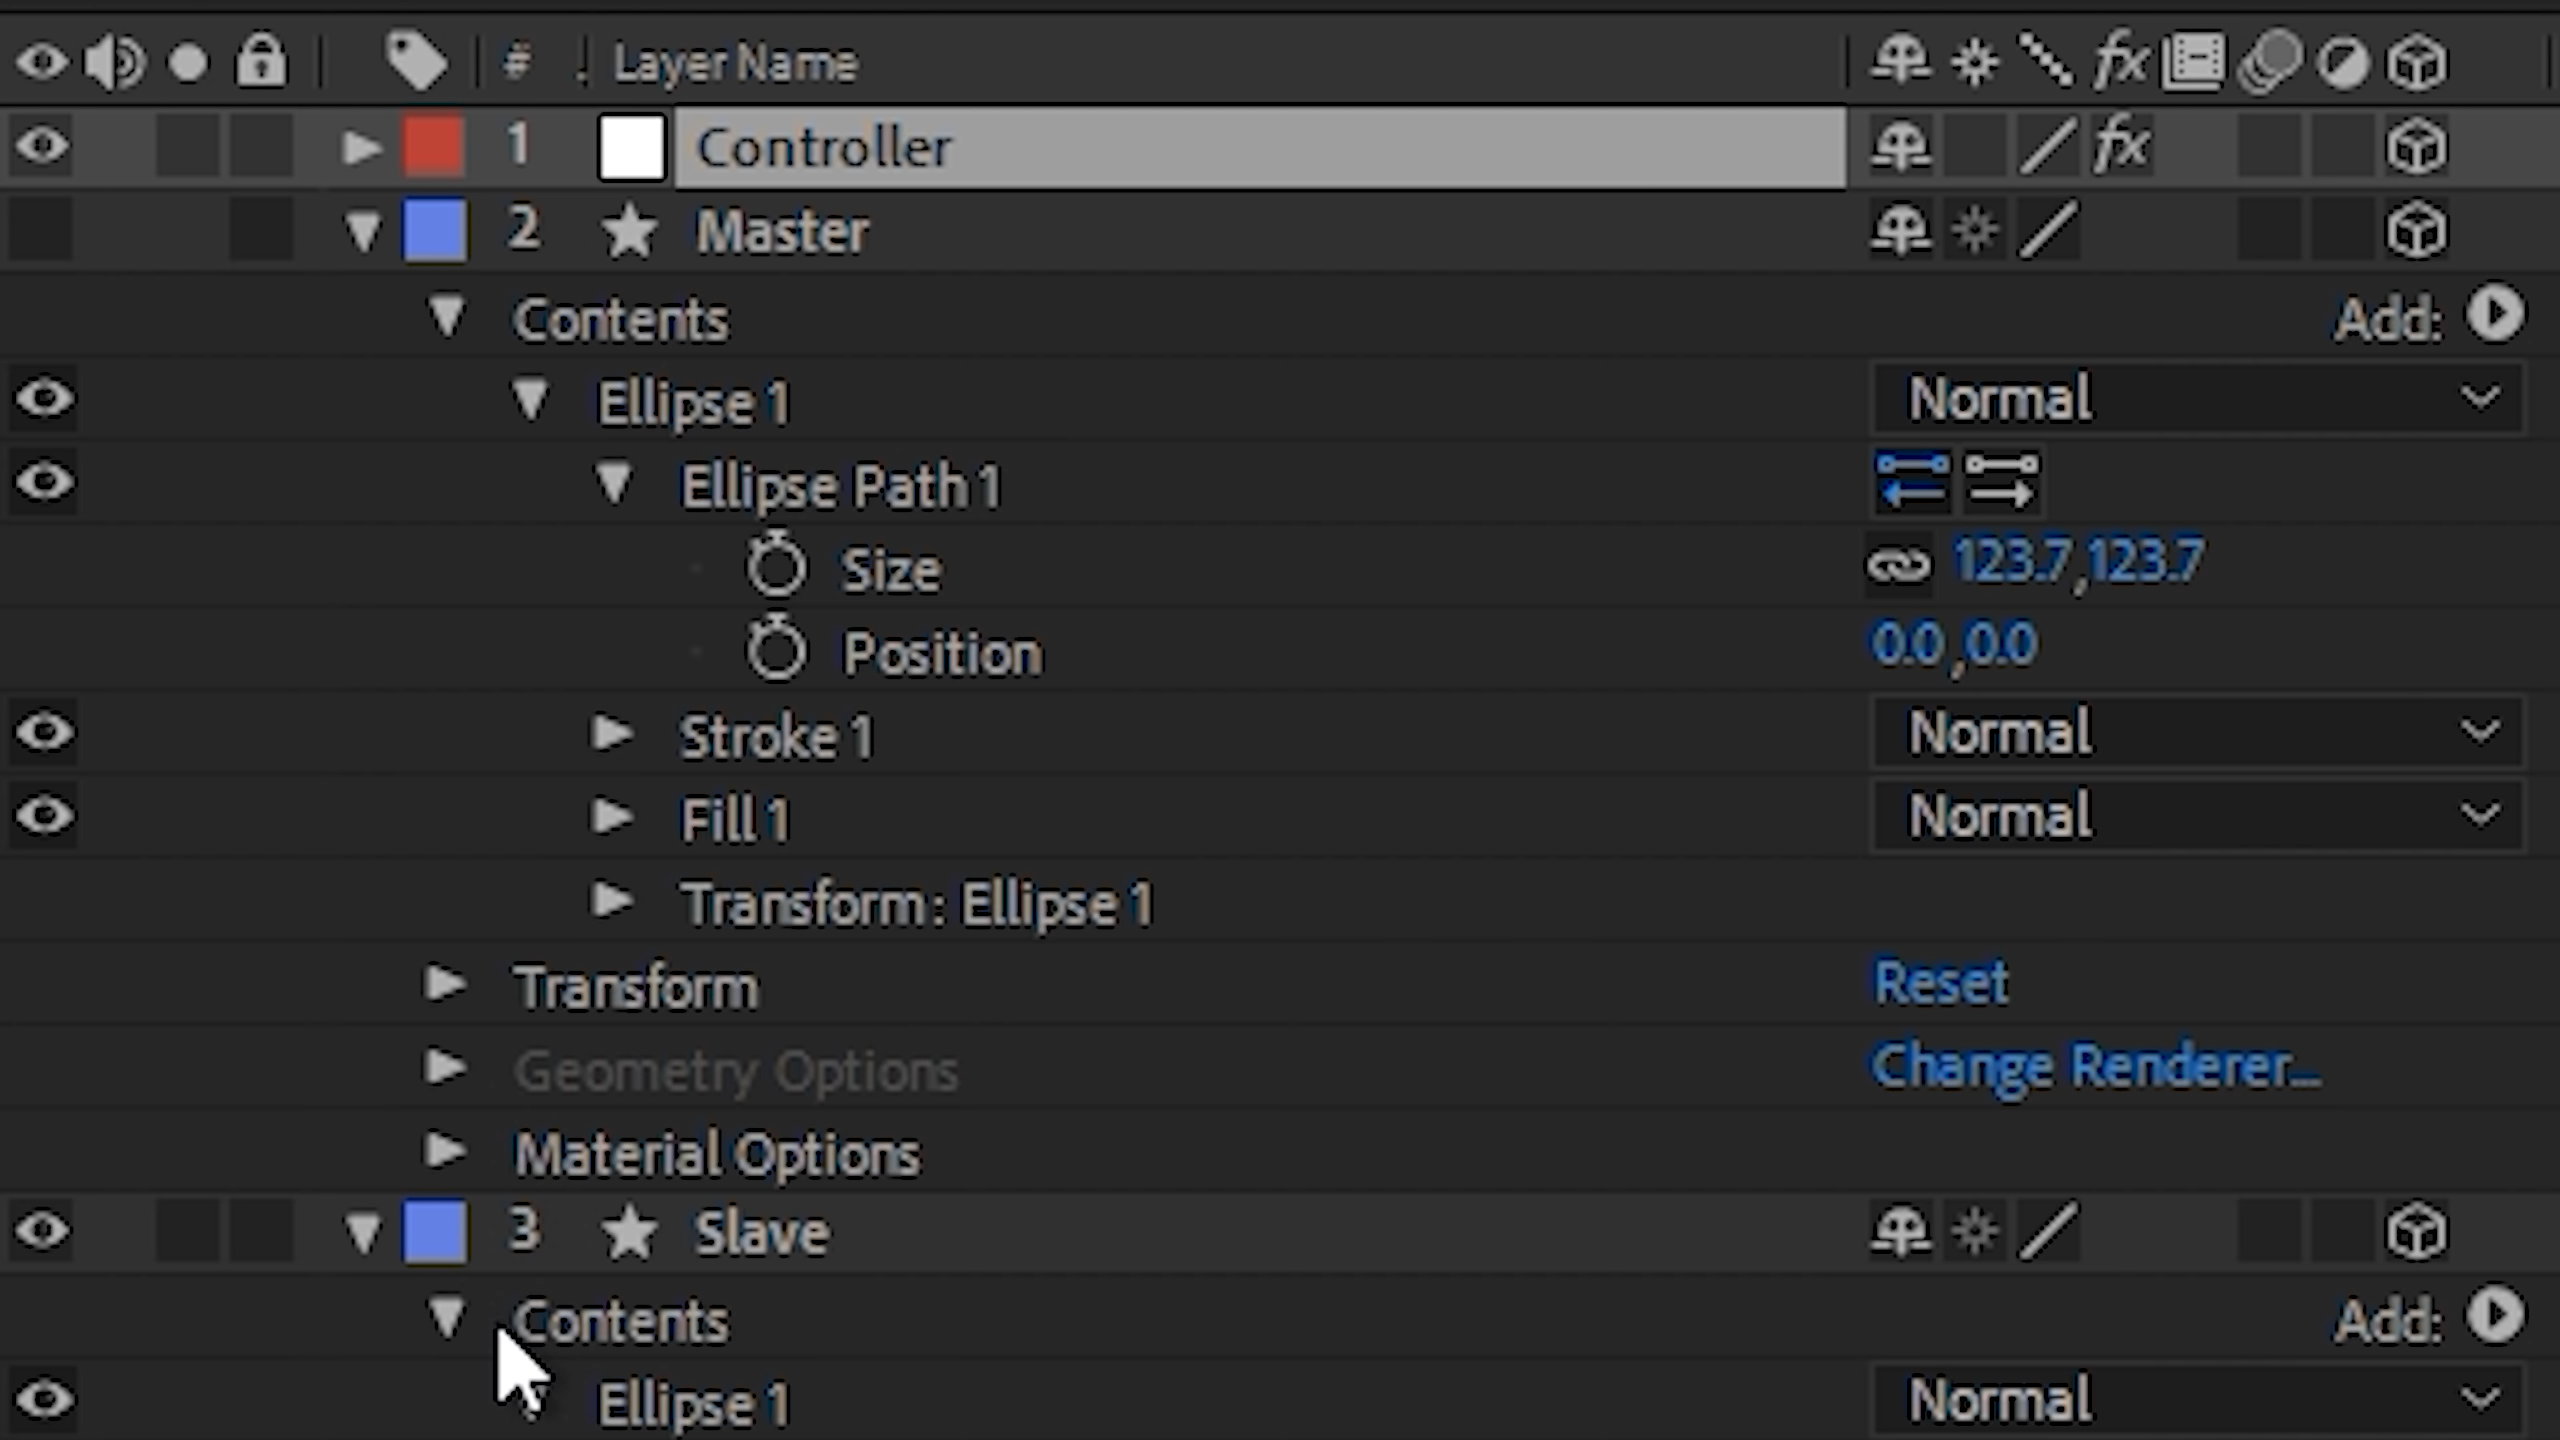 # . Layer Name fx
1 Controller fx
2 Master
Contents Add:
Ellipse 1 Normal
Ellipse Path 1
Size 123.7,123.7
Position 0.0,0.0
Stroke 1 Normal
Fill 1 Normal
Transform: Ellipse 1
Transform Reset
Geometry Options Change Renderer...
Material Options
3 Slave
Contents Add:
Ellipse 1 Normal